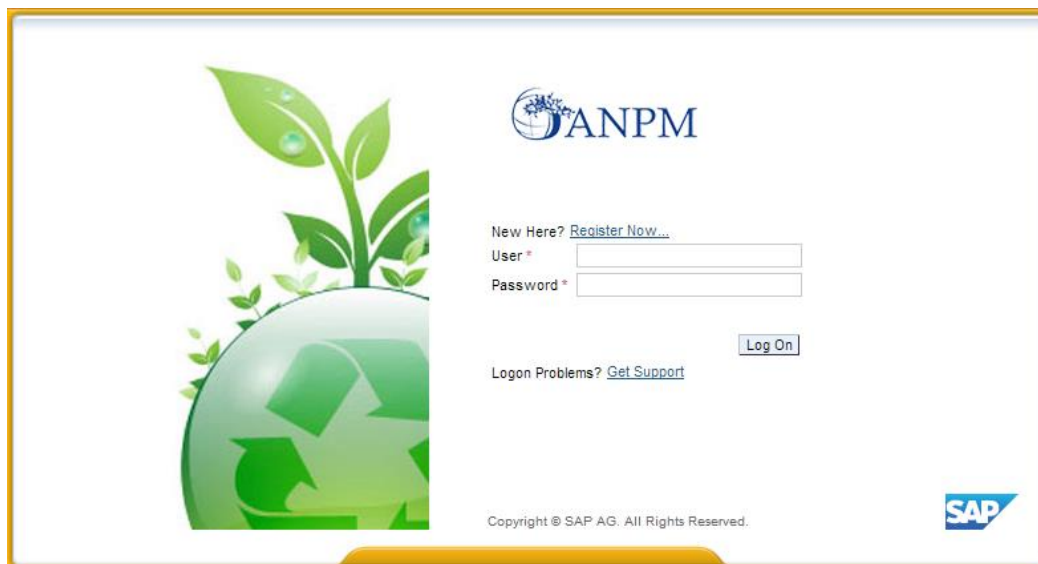 ANPM
New Here? Register Now...
User *
Password *
Log On
Logon Problems? Get Support
Copyright © SAP AG. All Rights Reserved.
SAP